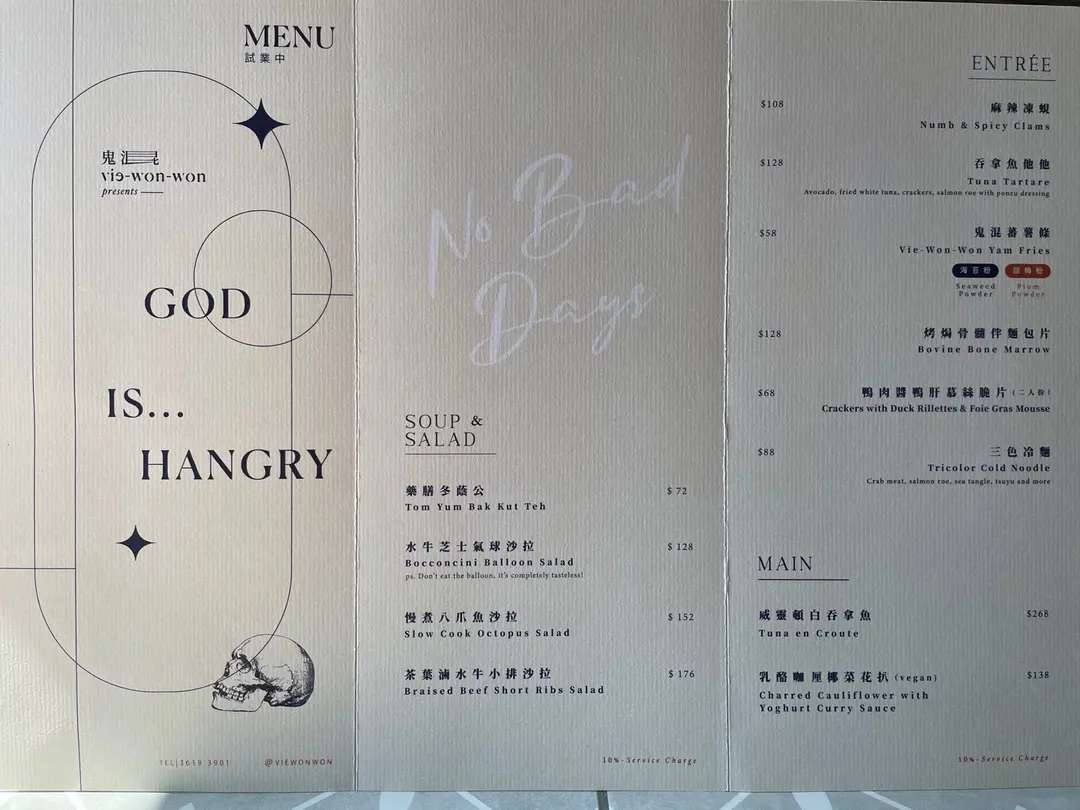 MENU
試業中
鬼混
vie-won-won
presents
GOD
IS...
HANGRY
TEL|3619 3901
@VIEWONWON
No Bad
Days
SOUP &
SALAD
藥膳冬蔭公
$ 72
Tom Yum Bak Kut Teh
水牛芝士氣球沙拉
$ 128
Bocconcini Balloon Salad
ps. Don't eat the balloon, it's completely tasteless!
慢煮八爪魚沙拉
$ 152
Slow Cook Octopus Salad
茶葉滷水牛小排沙拉
$ 176
Braised Beef Short Ribs Salad
10%-Service Charge
ENTRÉE
$108
麻辣凍蜆
Numb & Spicy Clams
$128
吞拿魚他他
Tuna Tartare
Avocado, fried white tuna, crackers, salmon roe with ponzu dressing
$58
鬼混蕃薯條
Vie-Won-Won Yam Fries
海苔粉
甜梅粉
Seaweed
Powder
Plum
Powder
$128
烤焗骨髓伴麵包片
Bovine Bone Marrow
$68
鴨肉醬鴨肝慕絲脆片(二人份)
Crackers with Duck Rillettes & Foie Gras Mousse
$88
三色冷麵
Tricolor Cold Noodle
Crab meat, salmon roe, sea tangle, tsuyu and more
MAIN
威靈頓白吞拿魚
$268
Tuna en Croute
乳酪咖喱椰菜花扒(vegan)
$138
Charred Cauliflower with
Yoghurt Curry Sauce
10%-Service Charge